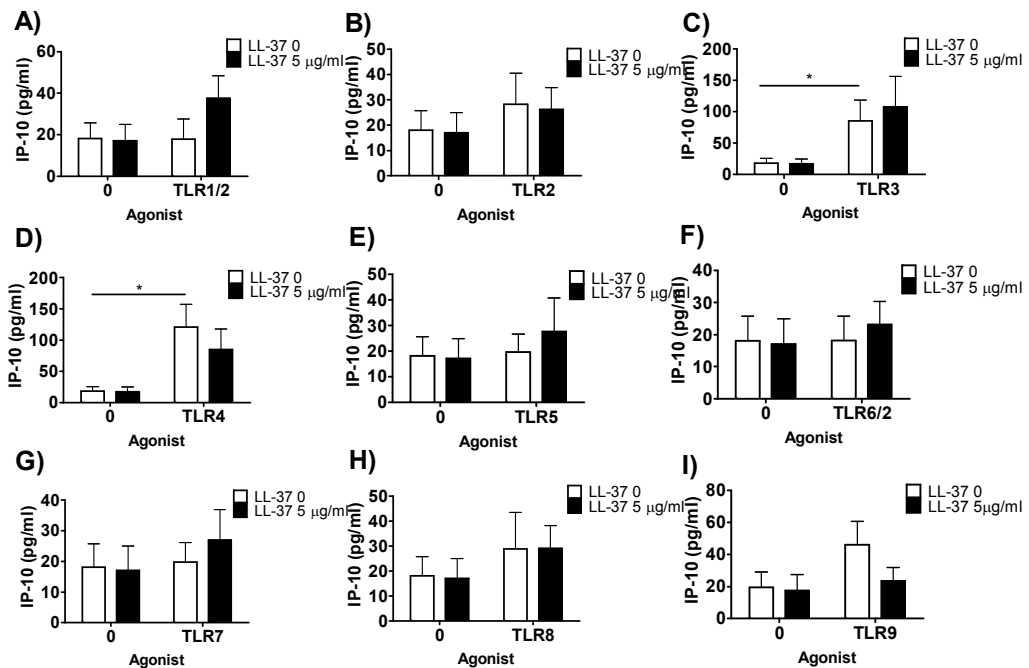 A)
LL-37 0
LL-37 5 µg/ml
IP-10 (pg/ml)
60
40
20
0
0
TLR1/2
Agonist
B)
LL-37 0
LL-37 5 µg/ml
IP-10 (pg/ml)
50
40
30
20
10
0
0
TLR2
Agonist
C)
LL-37 0
LL-37 5 µg/ml
IP-10 (pg/ml)
200
150
100
50
0
*
0
TLR3
Agonist
D)
LL-37 0
LL-37 5 µg/ml
IP-10 (pg/ml)
200
150
100
50
0
*
0
TLR4
Agonist
E)
LL-37 0
LL-37 5 µg/ml
IP-10 (pg/ml)
50
40
30
20
10
0
0
TLR5
Agonist
F)
LL-37 0
LL-37 5 µg/ml
IP-10 (pg/ml)
40
30
20
10
0
0
TLR6/2
Agonist
G)
LL-37 0
LL-37 5 µg/ml
IP-10 (pg/ml)
40
30
20
10
0
0
TLR7
Agonist
H)
LL-37 0
LL-37 5 µg/ml
IP-10 (pg/ml)
50
40
30
20
10
0
0
TLR8
Agonist
I)
LL-37 0
LL-37 5µg/ml
IP-10 (pg/ml)
80
60
40
20
0
0
TLR9
Agonist